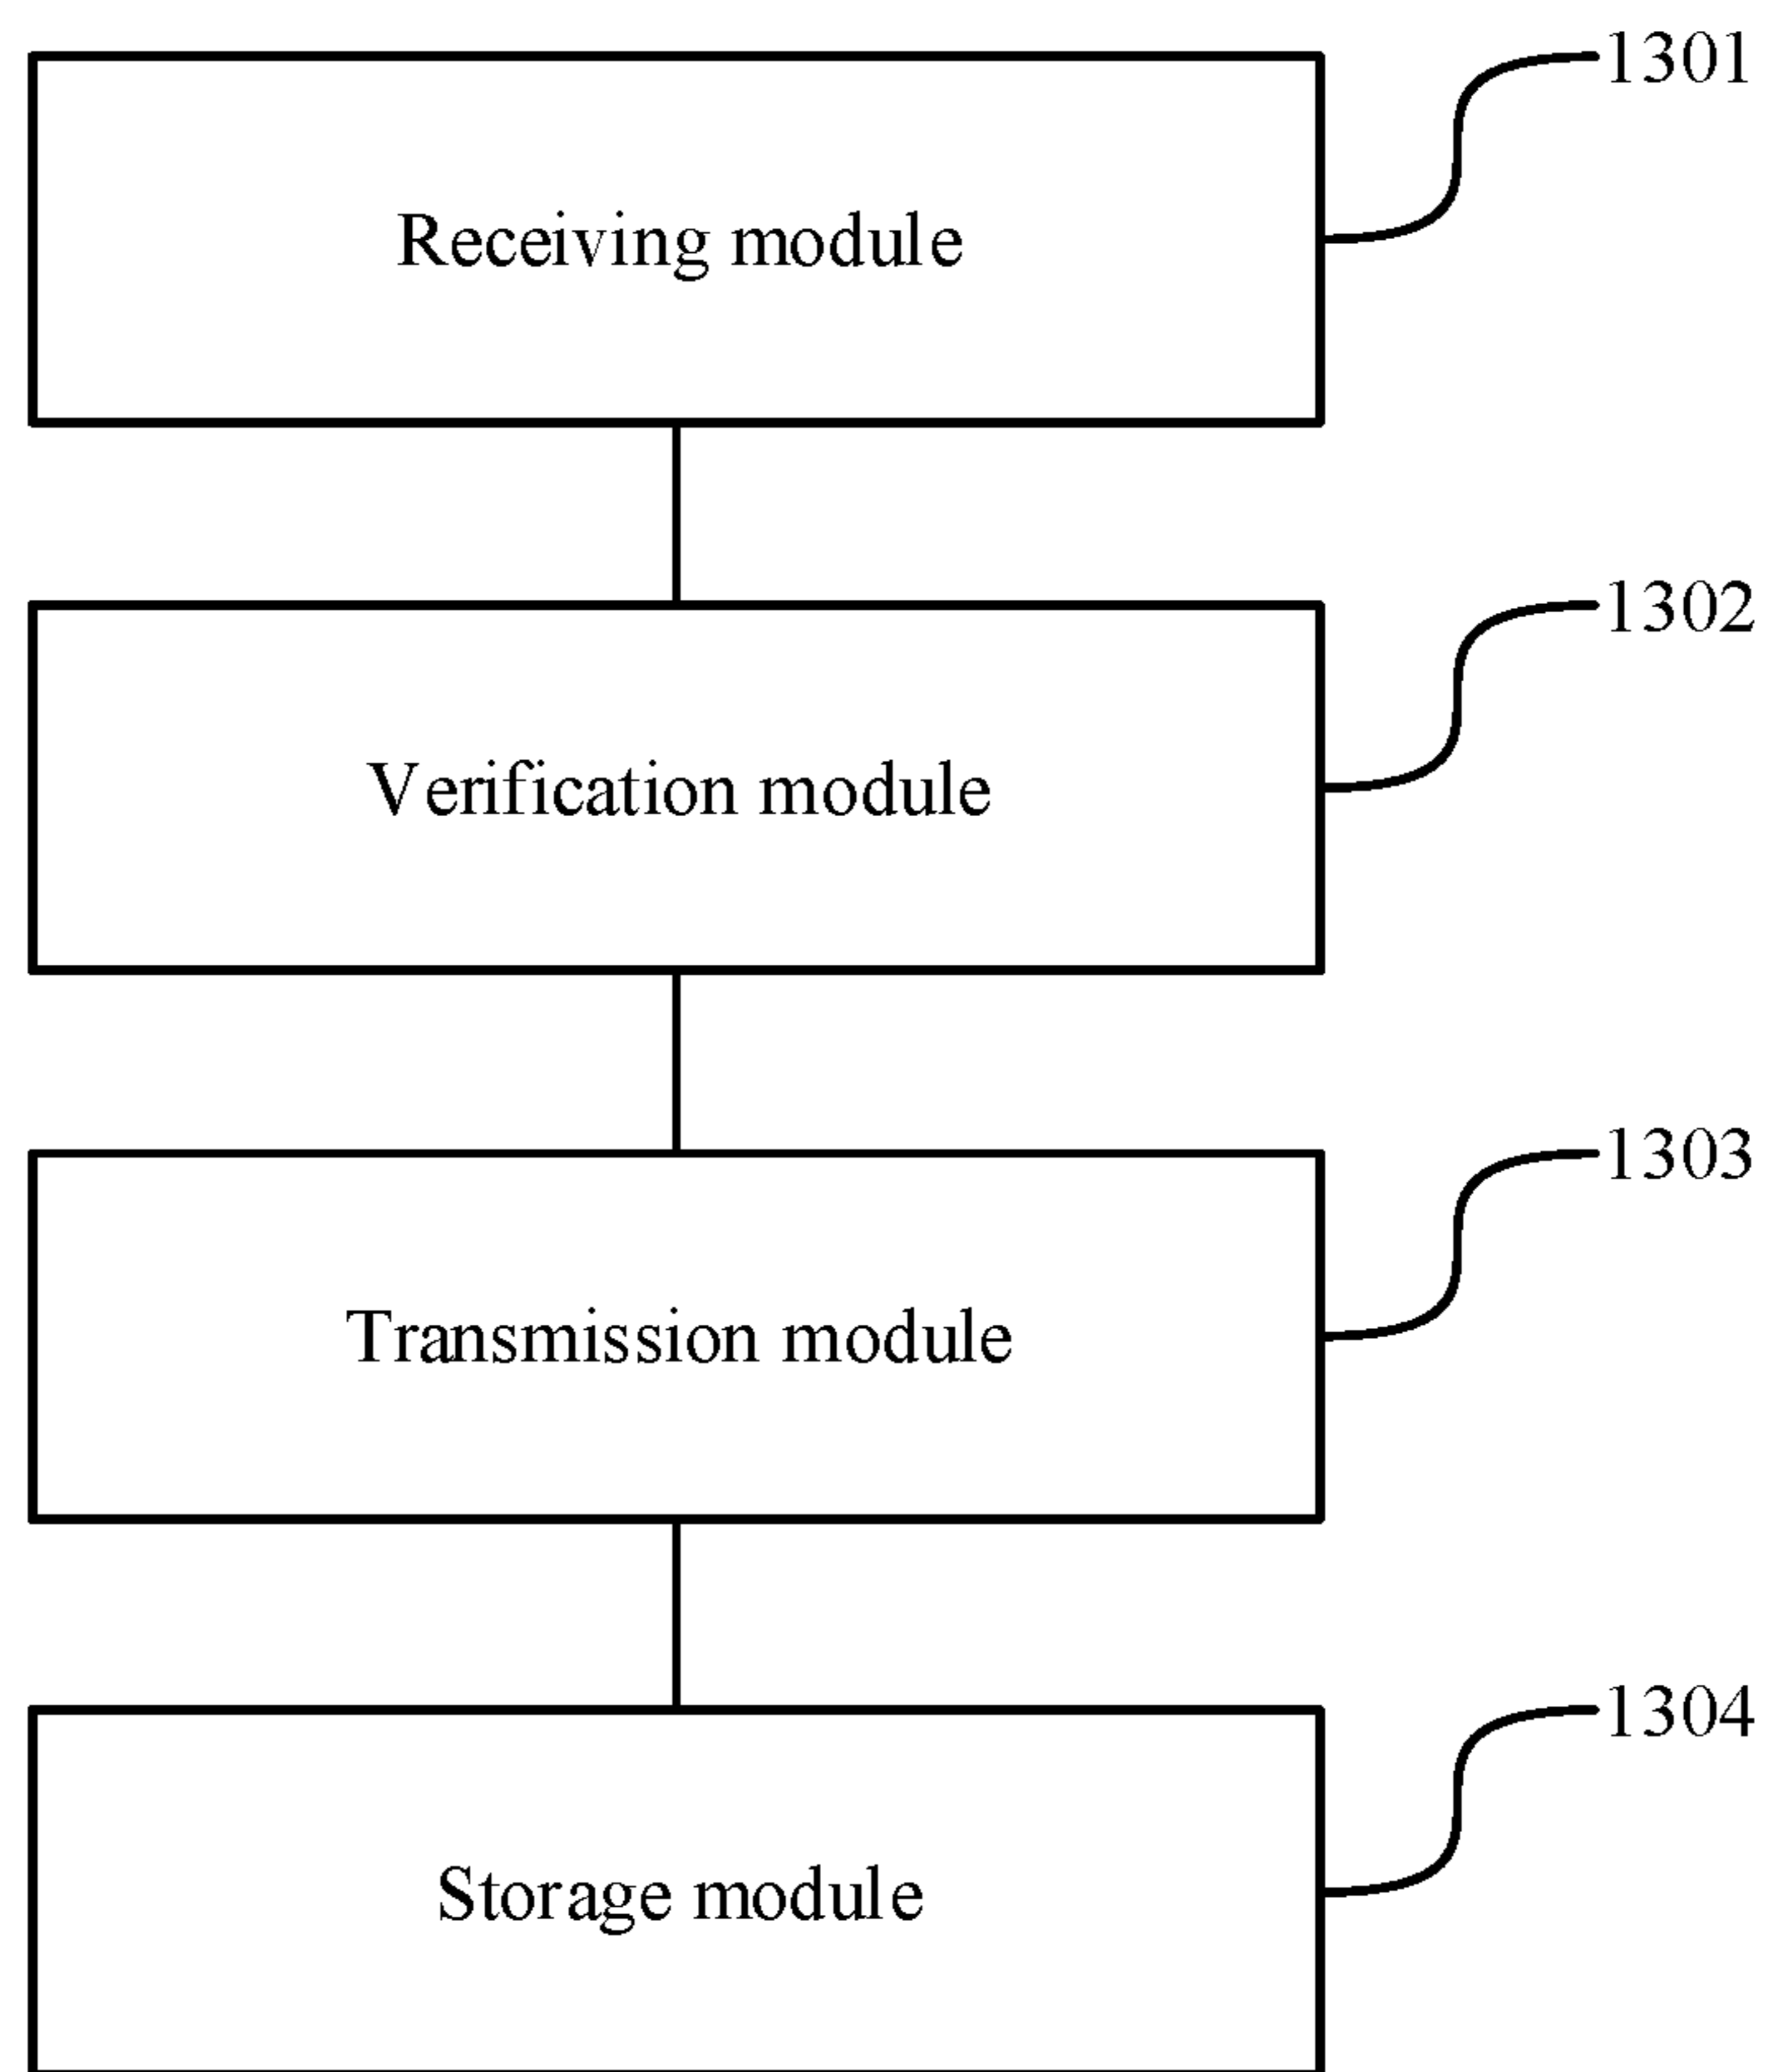 1301
Receiving module
1302
Verification module
1303
Transmission module
1304
Storage module